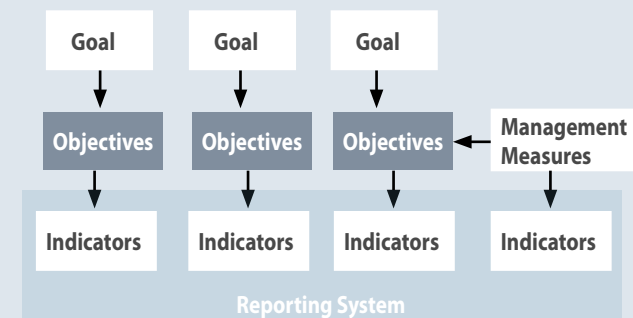 Goal
Goal
Goal
Objectives
Objectives
Objectives
Management
Measures
Indicators
Indicators
Indicators
Indicators
Reporting System